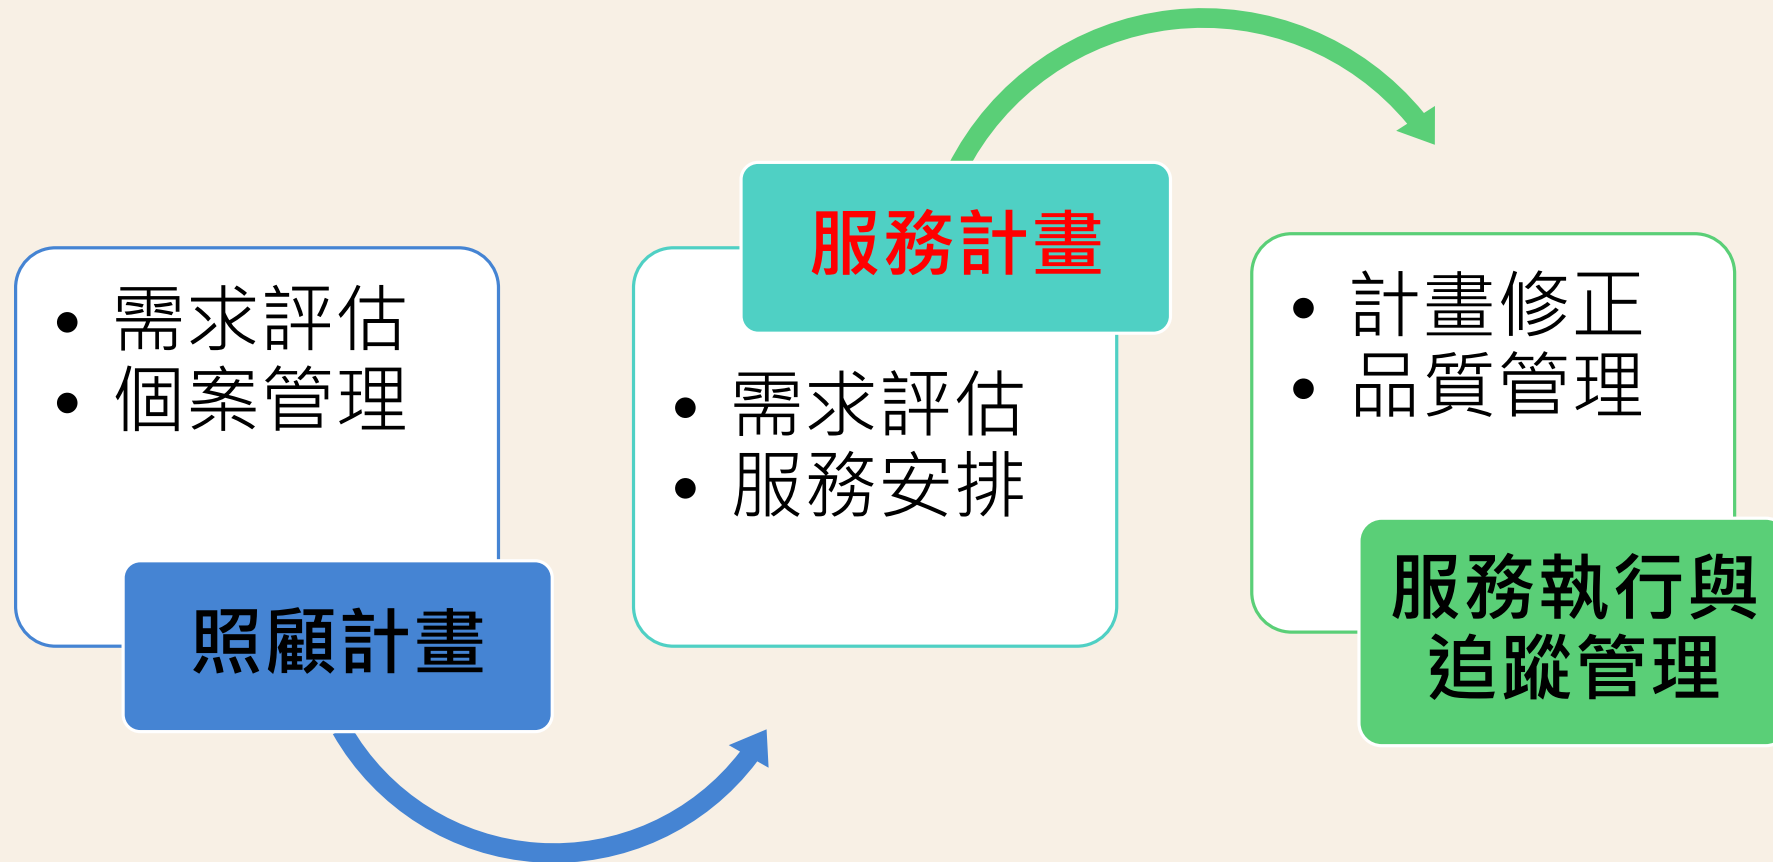 • 需求評估
• 個案管理
照顧計畫
服務計畫
• 需求評估
• 服務安排
• 計畫修正
• 品質管理
服務執行與
追蹤管理